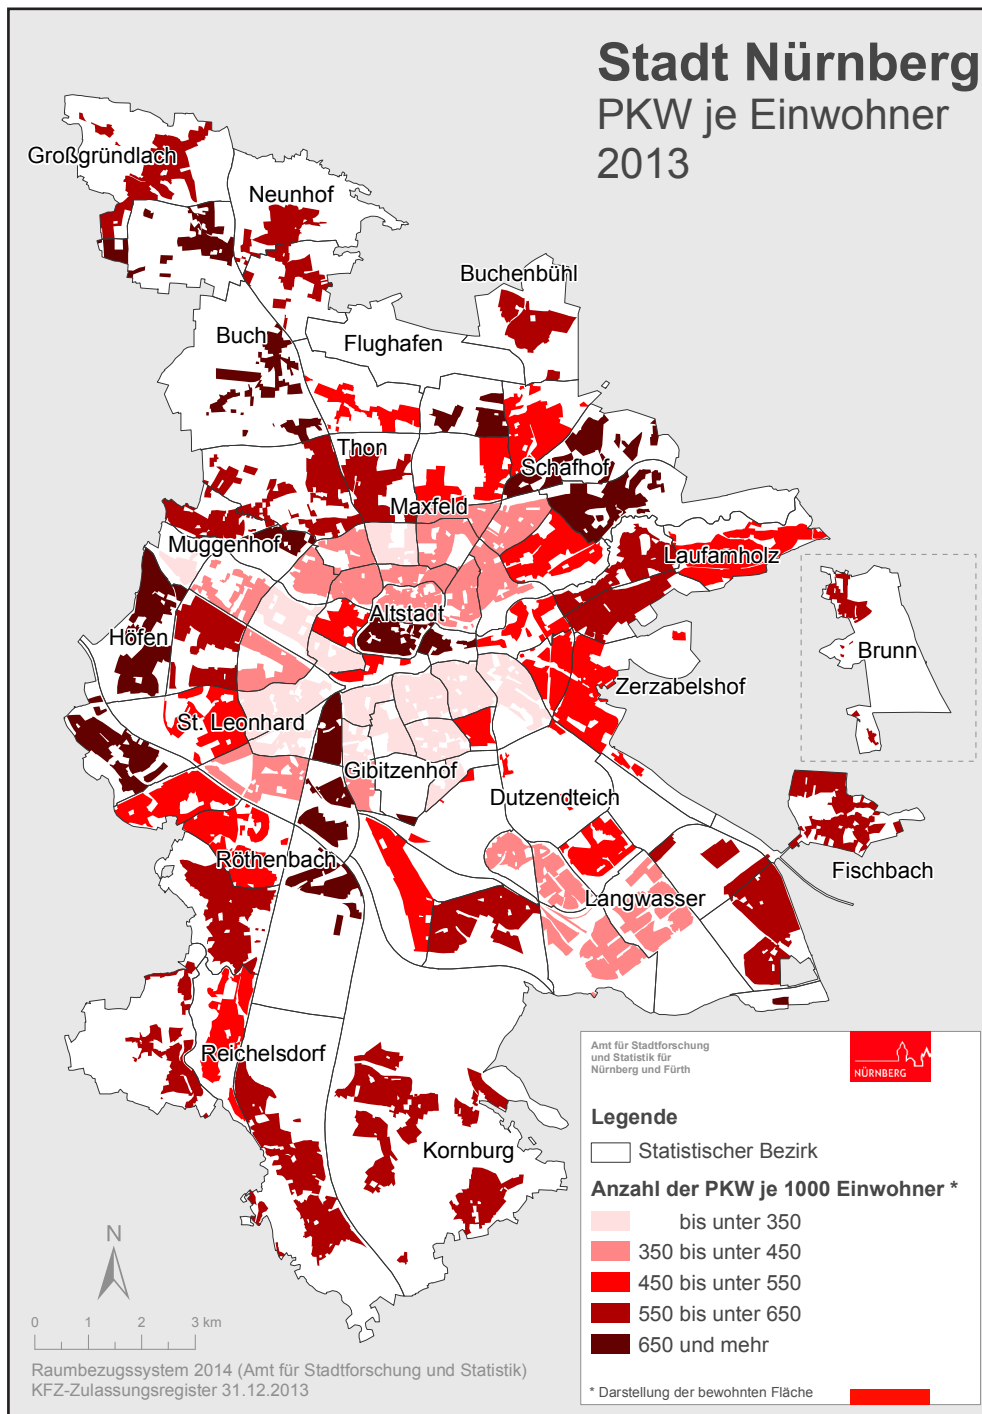 Stadt Nürnberg
PKW je Einwohner
2013
Großgründlach
Neunhof
Buchenbühl
Buch
Flughafen
Thon
Schafhof
Maxfeld
Muggenhof
Laufamholz
Altstadt
Höfen
Brunn
Zerzabelshof
St. Leonhard
Gibitzenhof
Dutzendteich
Röthenbach
Fischbach
Langwasser
Reichelsdorf
Kornburg
Amt für Stadtforschung
und Statistik für
Nürnberg und Fürth
NÜRNBERG
Legende
Statistischer Bezirk
Anzahl der PKW je 1000 Einwohner *
bis unter 350
350 bis unter 450
450 bis unter 550
550 bis unter 650
650 und mehr
* Darstellung der bewohnten Fläche
N
0 1 2 3 km
Raumbezugssystem 2014 (Amt für Stadtforschung und Statistik)
KFZ-Zulassungsregister 31.12.2013